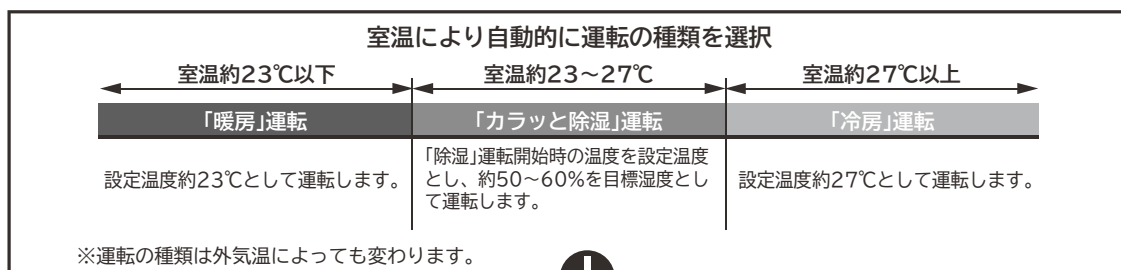 室温により自動的に運転の種類を選択
室温約23℃以下
室温約23～27℃
室温約27℃以上
「暖房」運転
「カラッと除湿」運転
「冷房」運転
設定温度約23℃として運転します。
「除湿」運転開始時の温度を設定温度
とし、約50～60％を目標湿度とし
て運転します。
設定温度約27℃として運転します。
※運転の種類は外気温によっても変わります。